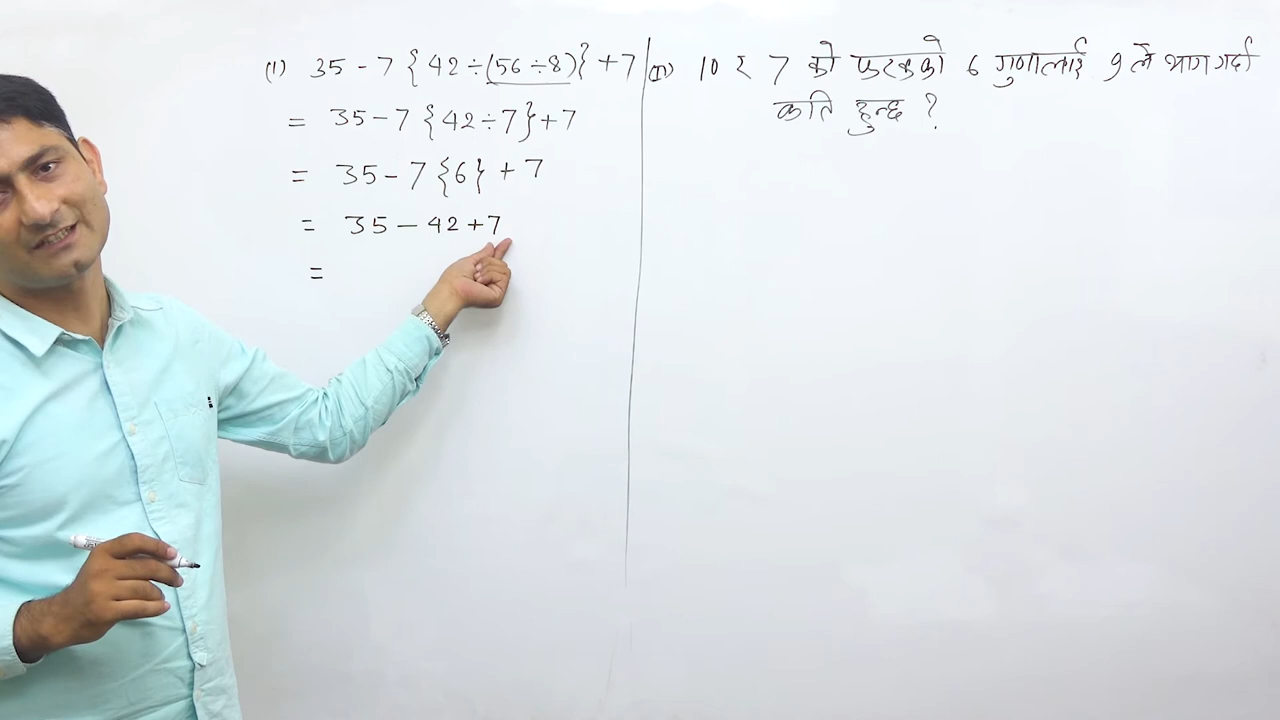 (I) 35 - 7 {42 ÷ (56 ÷ 8)} + 7
= 35 - 7 {42 ÷ 7} + 7
= 35 - 7 {6} + 7
= 35 - 42 + 7
=
(II) 10 र 7 को फरकको 6 गुणालाई 9 ले भाग गर्दा
कति हुन्छ ?